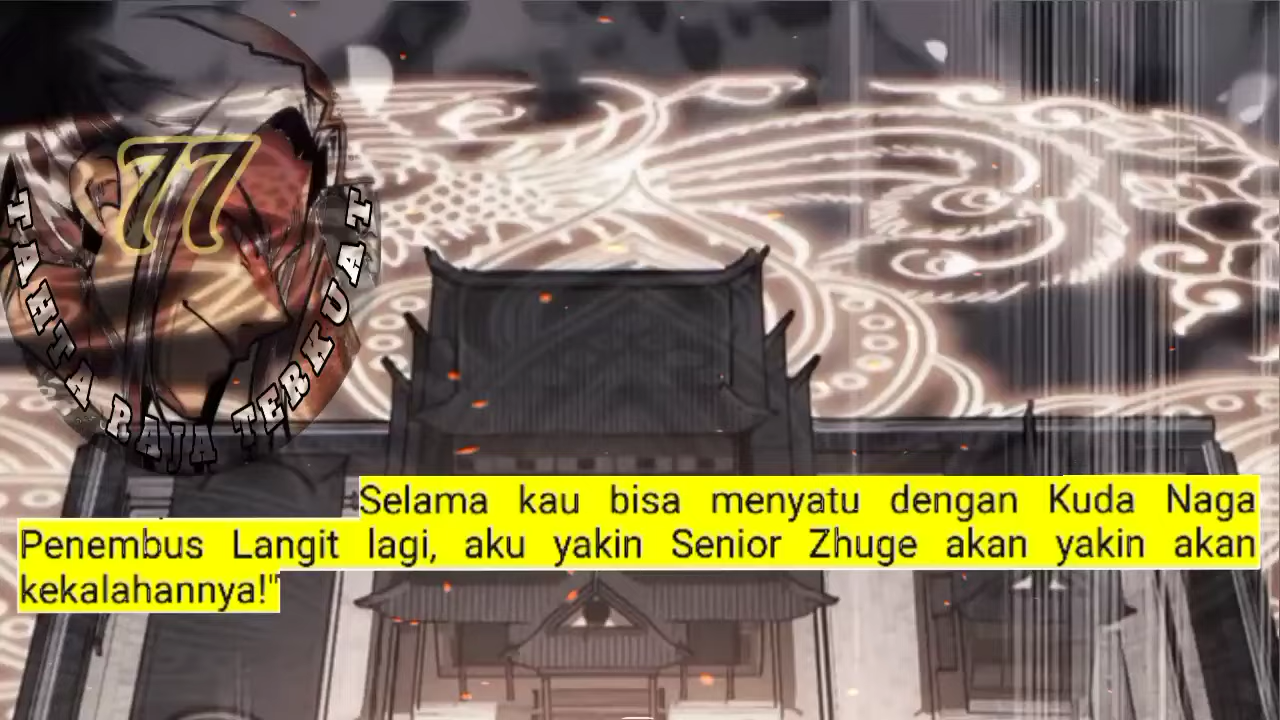 77
TAHTA RAJA TERKUAT
Selama kau bisa menyatu dengan Kuda Naga
Penembus Langit lagi, aku yakin Senior Zhuge akan yakin akan
kekalahannya!"